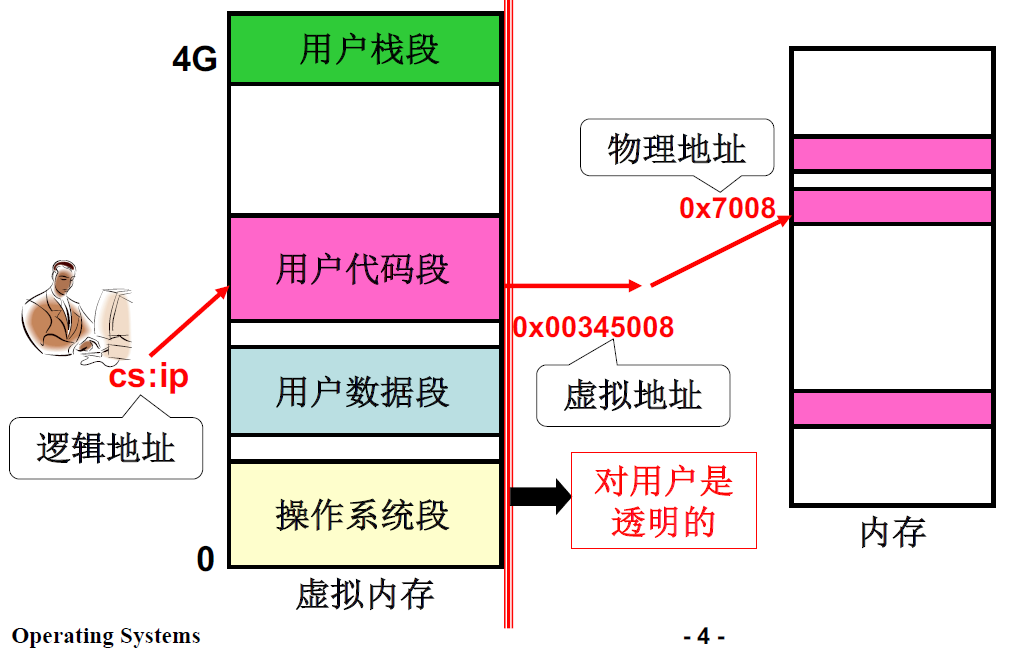 4G
用户栈段
物理地址
0x7008
用户代码段
0x00345008
cs:ip
用户数据段
虚拟地址
逻辑地址
操作系统段
对用户是
透明的
0
虚拟内存
内存
Operating Systems
- 4 -